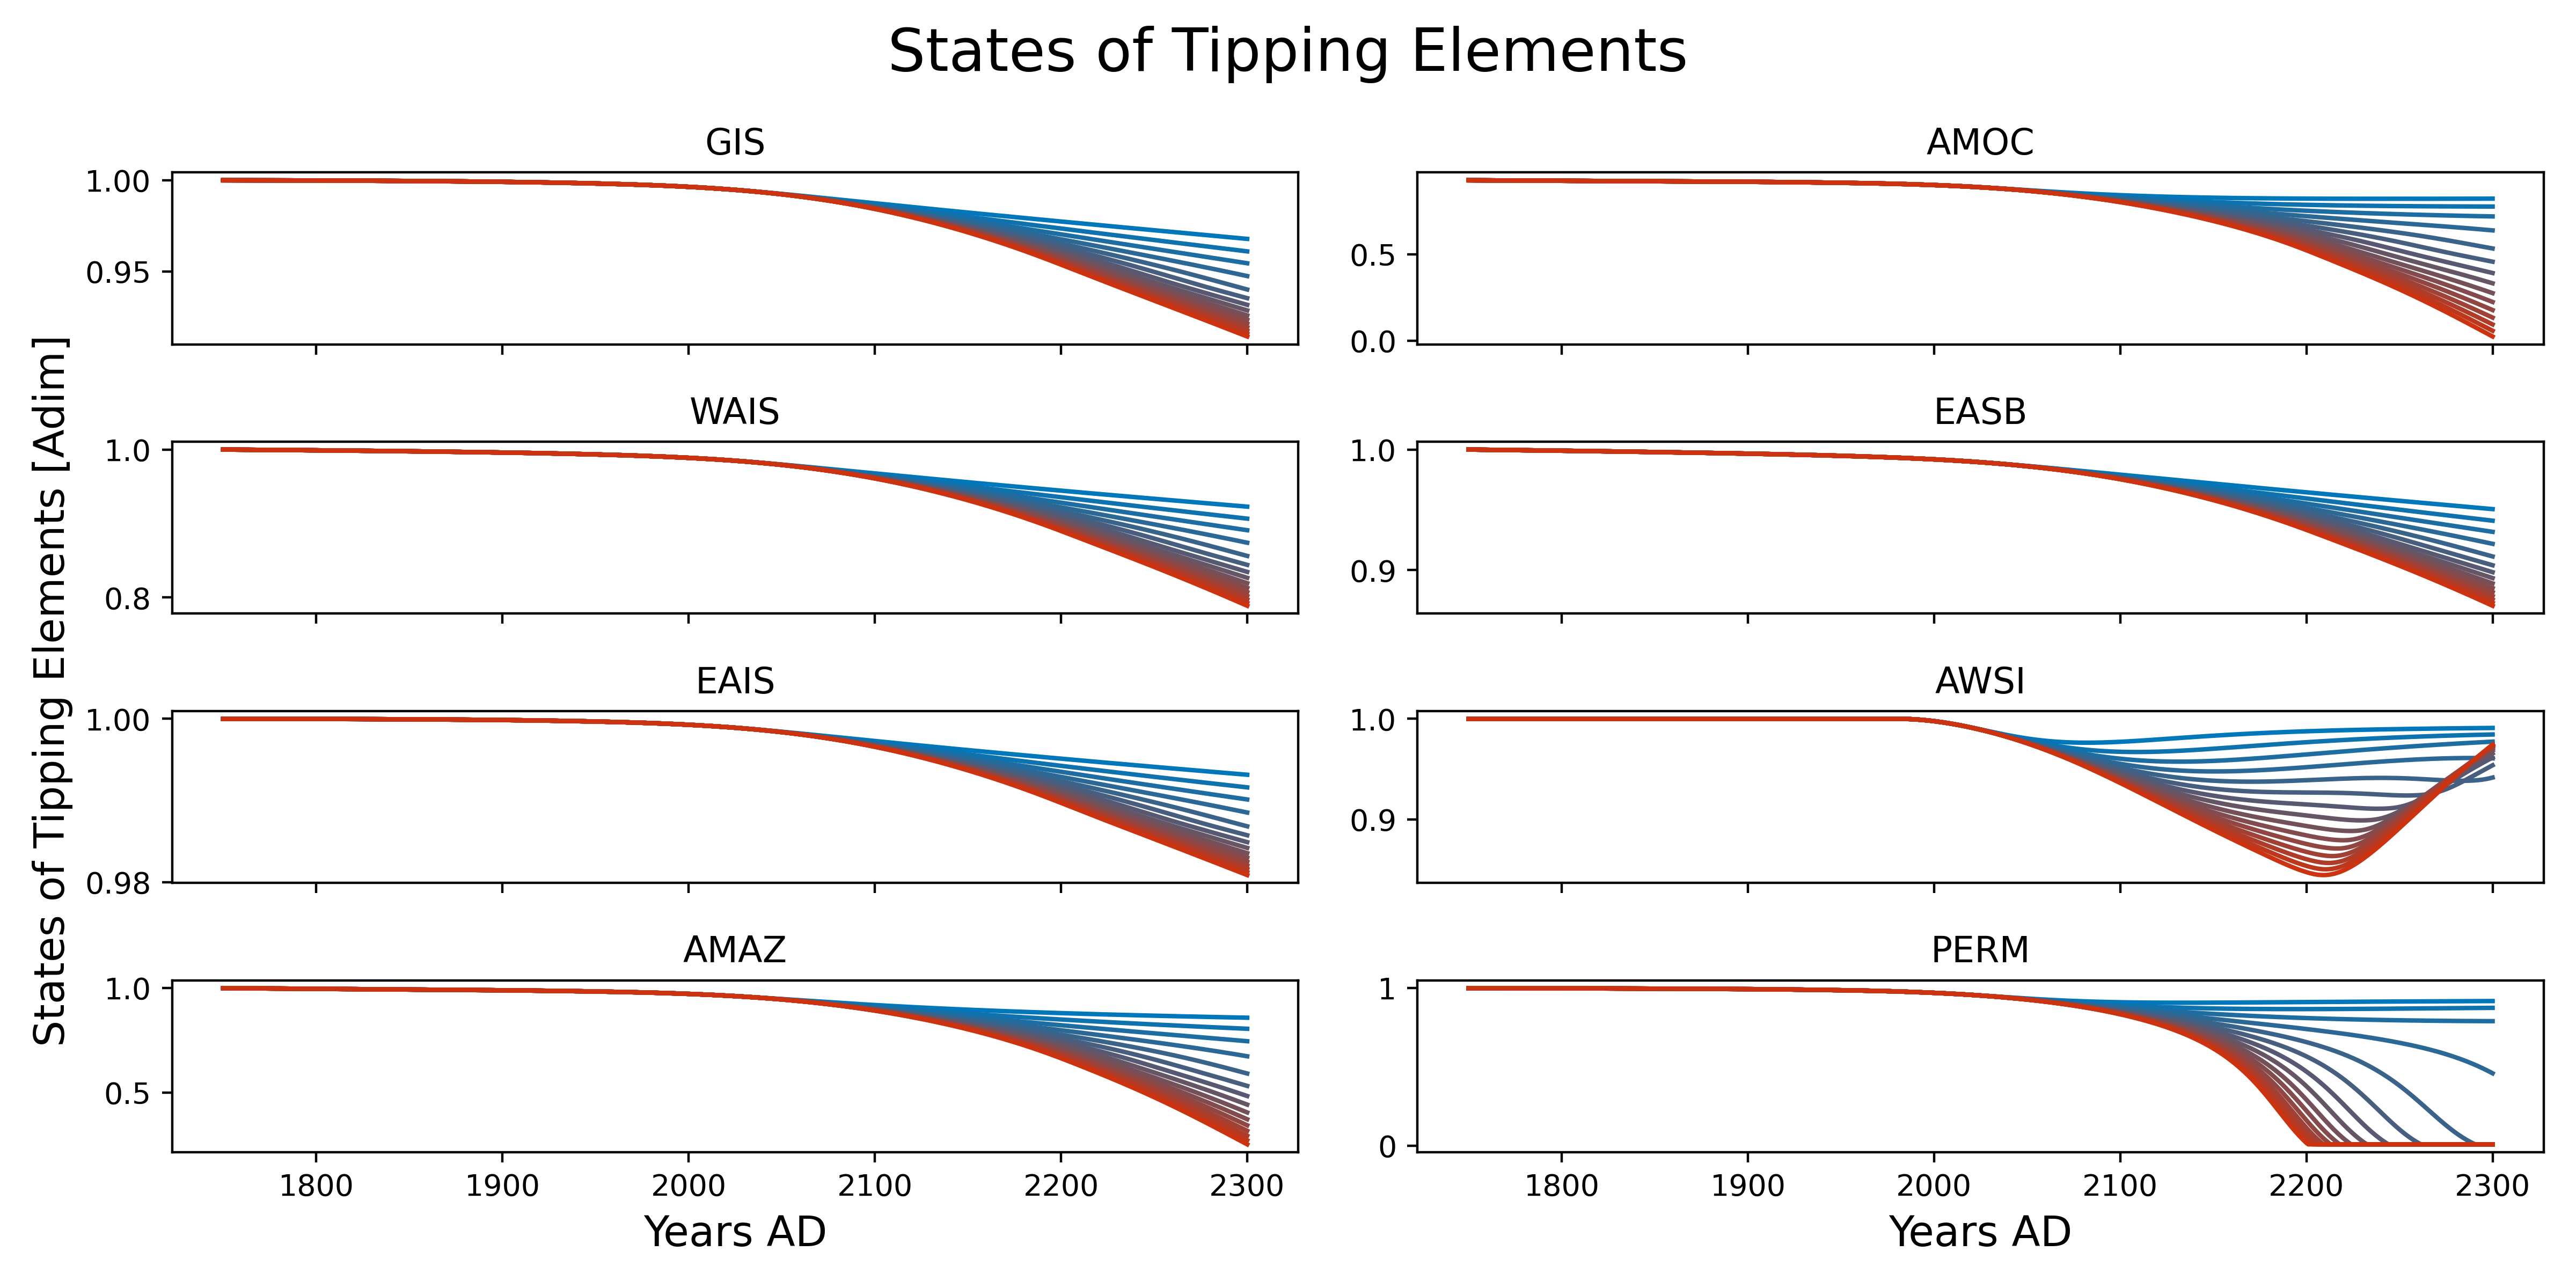 States of Tipping Elements
States of Tipping Elements [Adim]
GIS
1.00
0.95
AMOC
0.5
0.0
WAIS
1.0
0.8
EASB
1.0
0.9
EAIS
1.00
0.98
AWSI
1.0
0.9
AMAZ
1.0
0.5
1800 1900 2000 2100 2200 2300
Years AD
PERM
1
0
1800 1900 2000 2100 2200 2300
Years AD